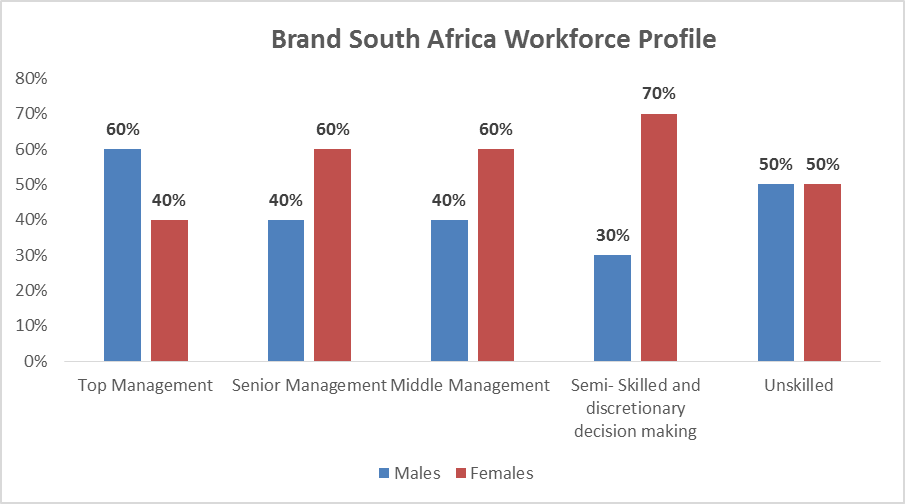 Brand South Africa Workforce Profile
80%
70%
60%
50%
40%
30%
20%
10%
0%
60%
40%
40%
60%
40%
60%
30%
70%
50%
50%
Top Management
Senior Management
Middle Management
Semi- Skilled and
discretionary
decision making
Unskilled
Males
Females